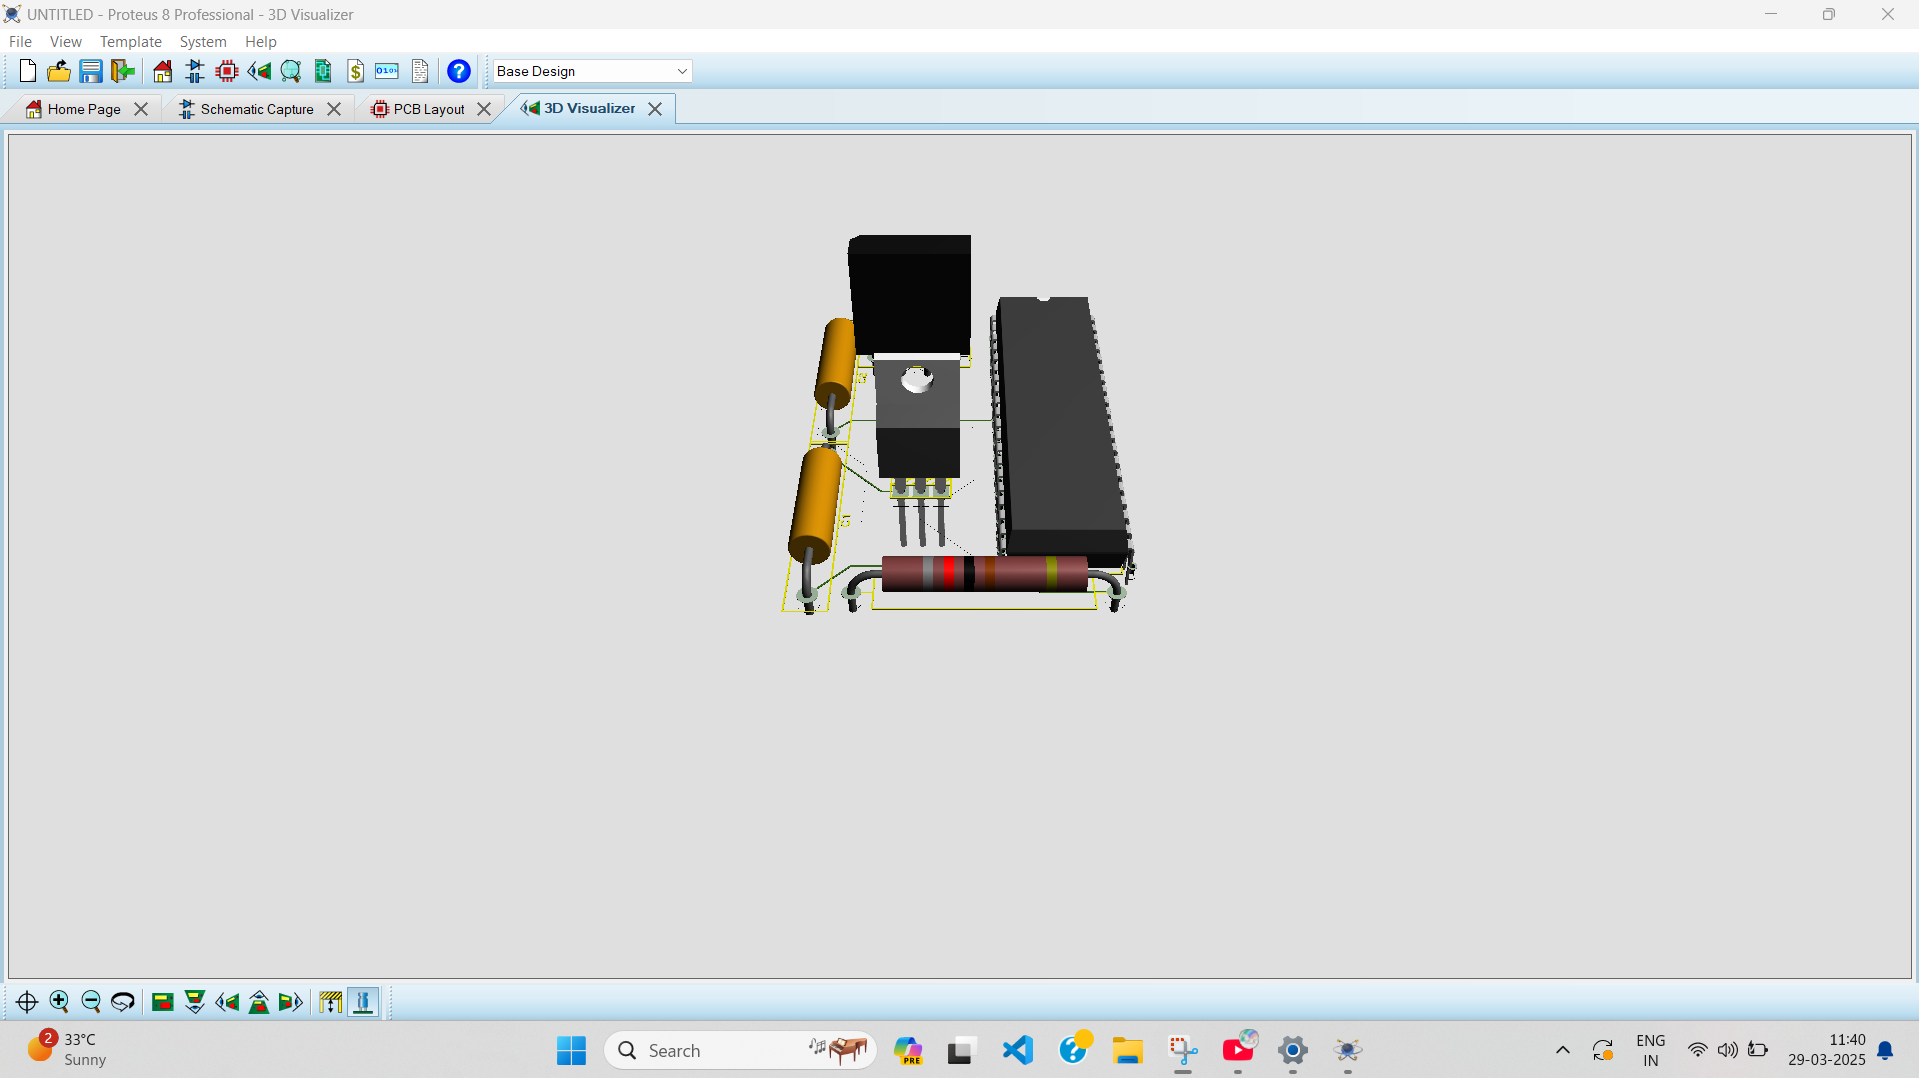 UNTITLED - Proteus 8 Professional - 3D Visualizer
File View Template System Help
Base Design
Home Page
Schematic Capture
PCB Layout
3D Visualizer
2
33°C
Sunny
Search
PRE
ENG
IN
11:40
29-03-2025